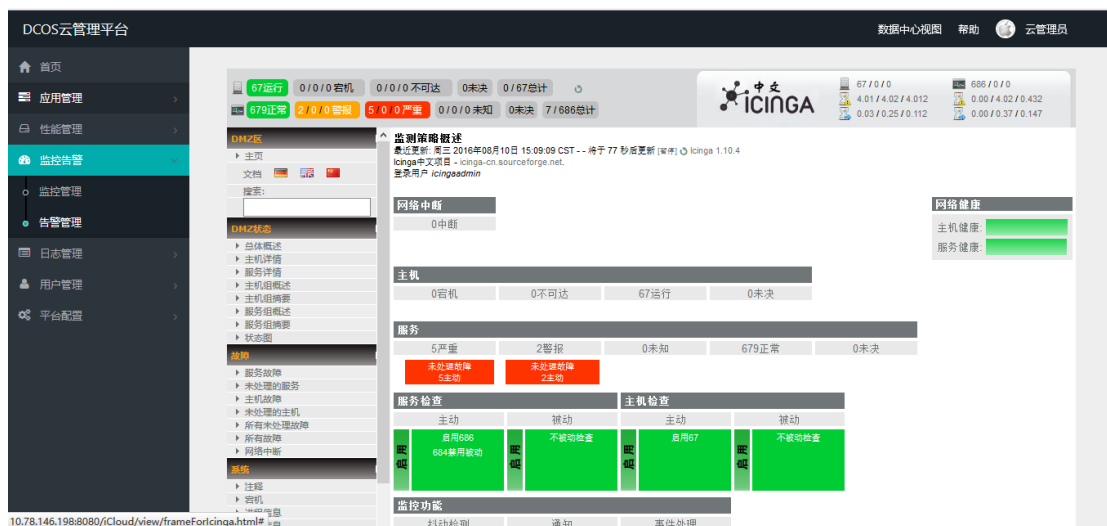 DCOS云管理平台
数据中心视图 帮助 云管理员
首页
应用管理
性能管理
监控告警
监控管理
告警管理
日志管理
用户管理
平台配置
67运行 0/0/0宕机 0/0/0不可达 0未决 0/67总计
679正常 2/0/0警报 5/0/0严重 0/0/0未知 0未决 7/686总计
中文
ICINGA
67/0/0 686/0/0
4.01/4.02/4.012 0.00/4.02/0.432
0.03/0.25/0.112 0.00/0.37/0.147
DMZ区
主页
文档
搜索:
DMZ状态
总体概述
主机详情
服务详情
主机组概述
主机组摘要
服务组概述
服务组摘要
状态图
故障
服务故障
未处理的服务
主机故障
未处理的主机
所有未处理故障
所有故障
网络中断
系统
注释
宕机
监测策略概述
最近更新: 周三 2016年08月10日 15:09:09 CST - - 将于 77 秒后更新 [暂停] Icinga 1.10.4
Icinga中文项目 - icinga-cn.sourceforge.net.
登录用户 icingaadmin
网络中断
0中断
网络健康
主机健康:
服务健康:
主机
0宕机 0不可达 67运行 0未决
服务
5严重 2警报 0未知 679正常 0未决
未处理故障 未处理故障
5主动 2主动
服务检查 主机检查
主动 被动 主动 被动
启用 启用686 启用 不被动检查 启用 启用67 启用 不被动检查
684禁用被动
监控功能
抖动检测 通知 事件处理
10.78.146.198:8080/iCloud/view/frameForIcinga.html#